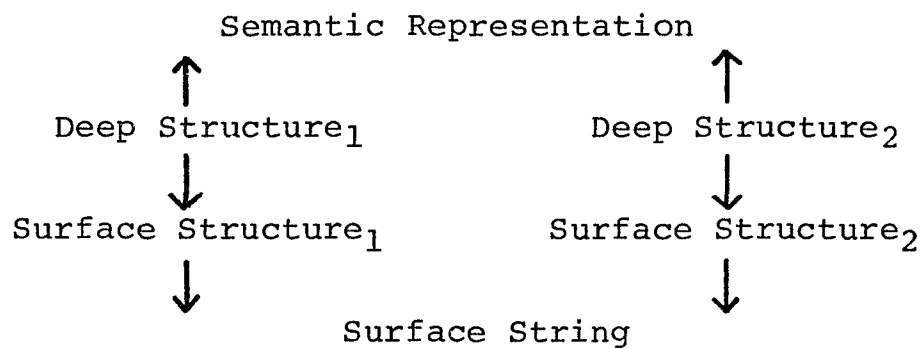 Semantic Representation
Deep Structure₁ Deep Structure₂
Surface Structure₁ Surface Structure₂
Surface String